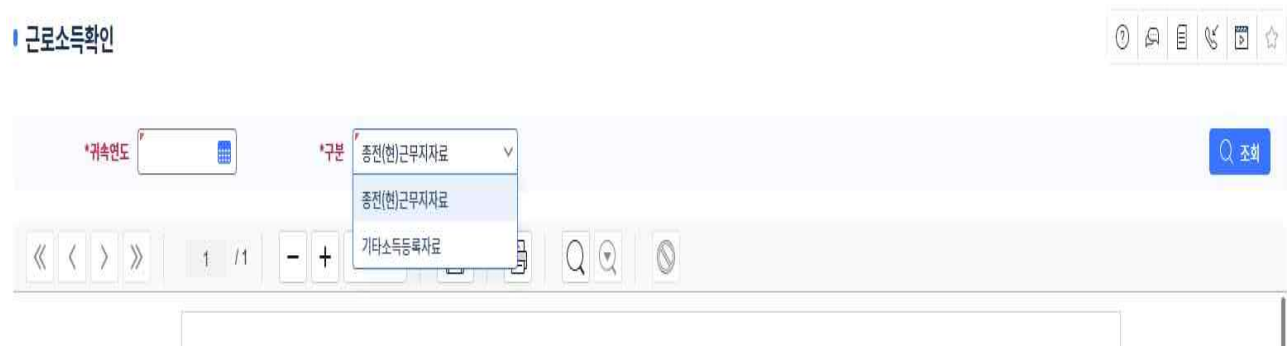 근로소득확인
*귀속연도 *구분 종전(현)근무지자료 조회
종전(현)근무지자료
기타소득등록자료
1 /1